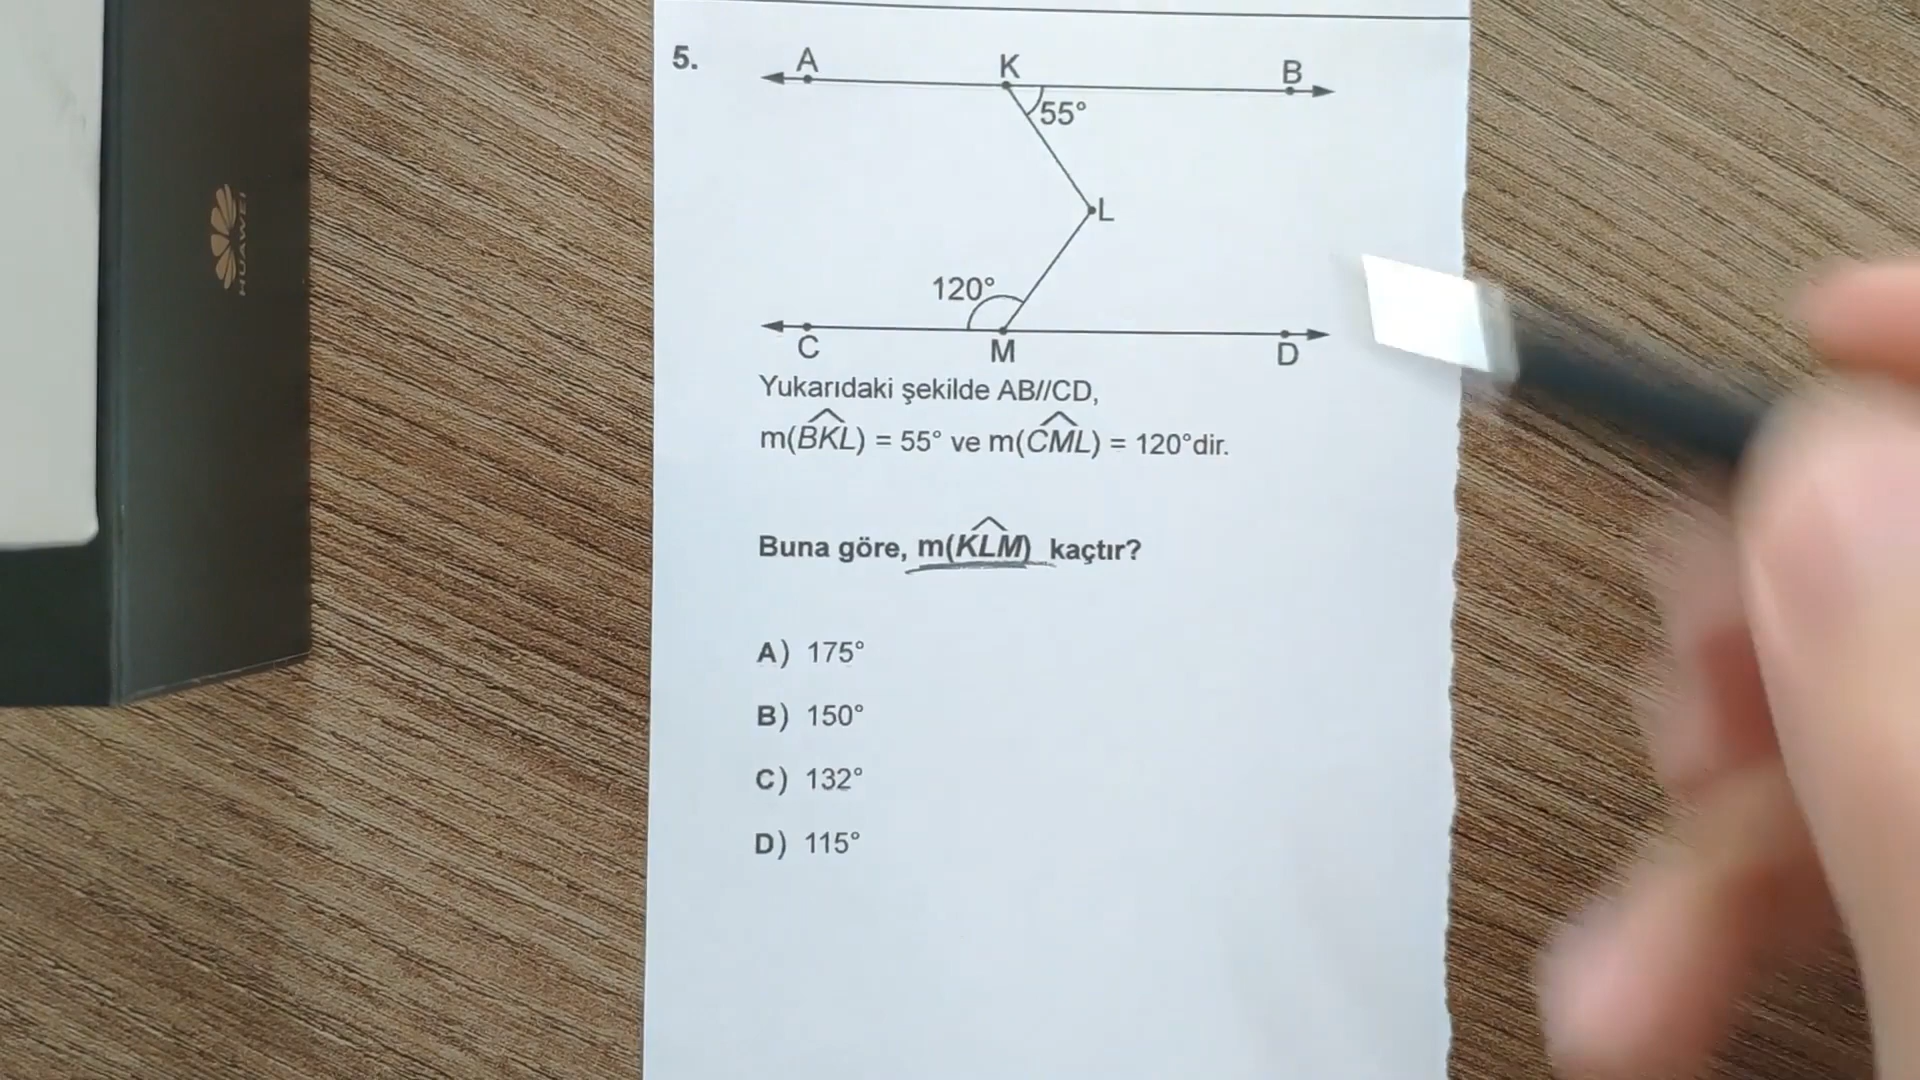 HUAWEI
5.
A K B
55°
L
120°
C M D
Yukarıdaki şekilde AB//CD,
m(BKL) = 55° ve m(CML) = 120°dir.
Buna göre, m(KLM) kaçtır?
A) 175°
B) 150°
C) 132°
D) 115°